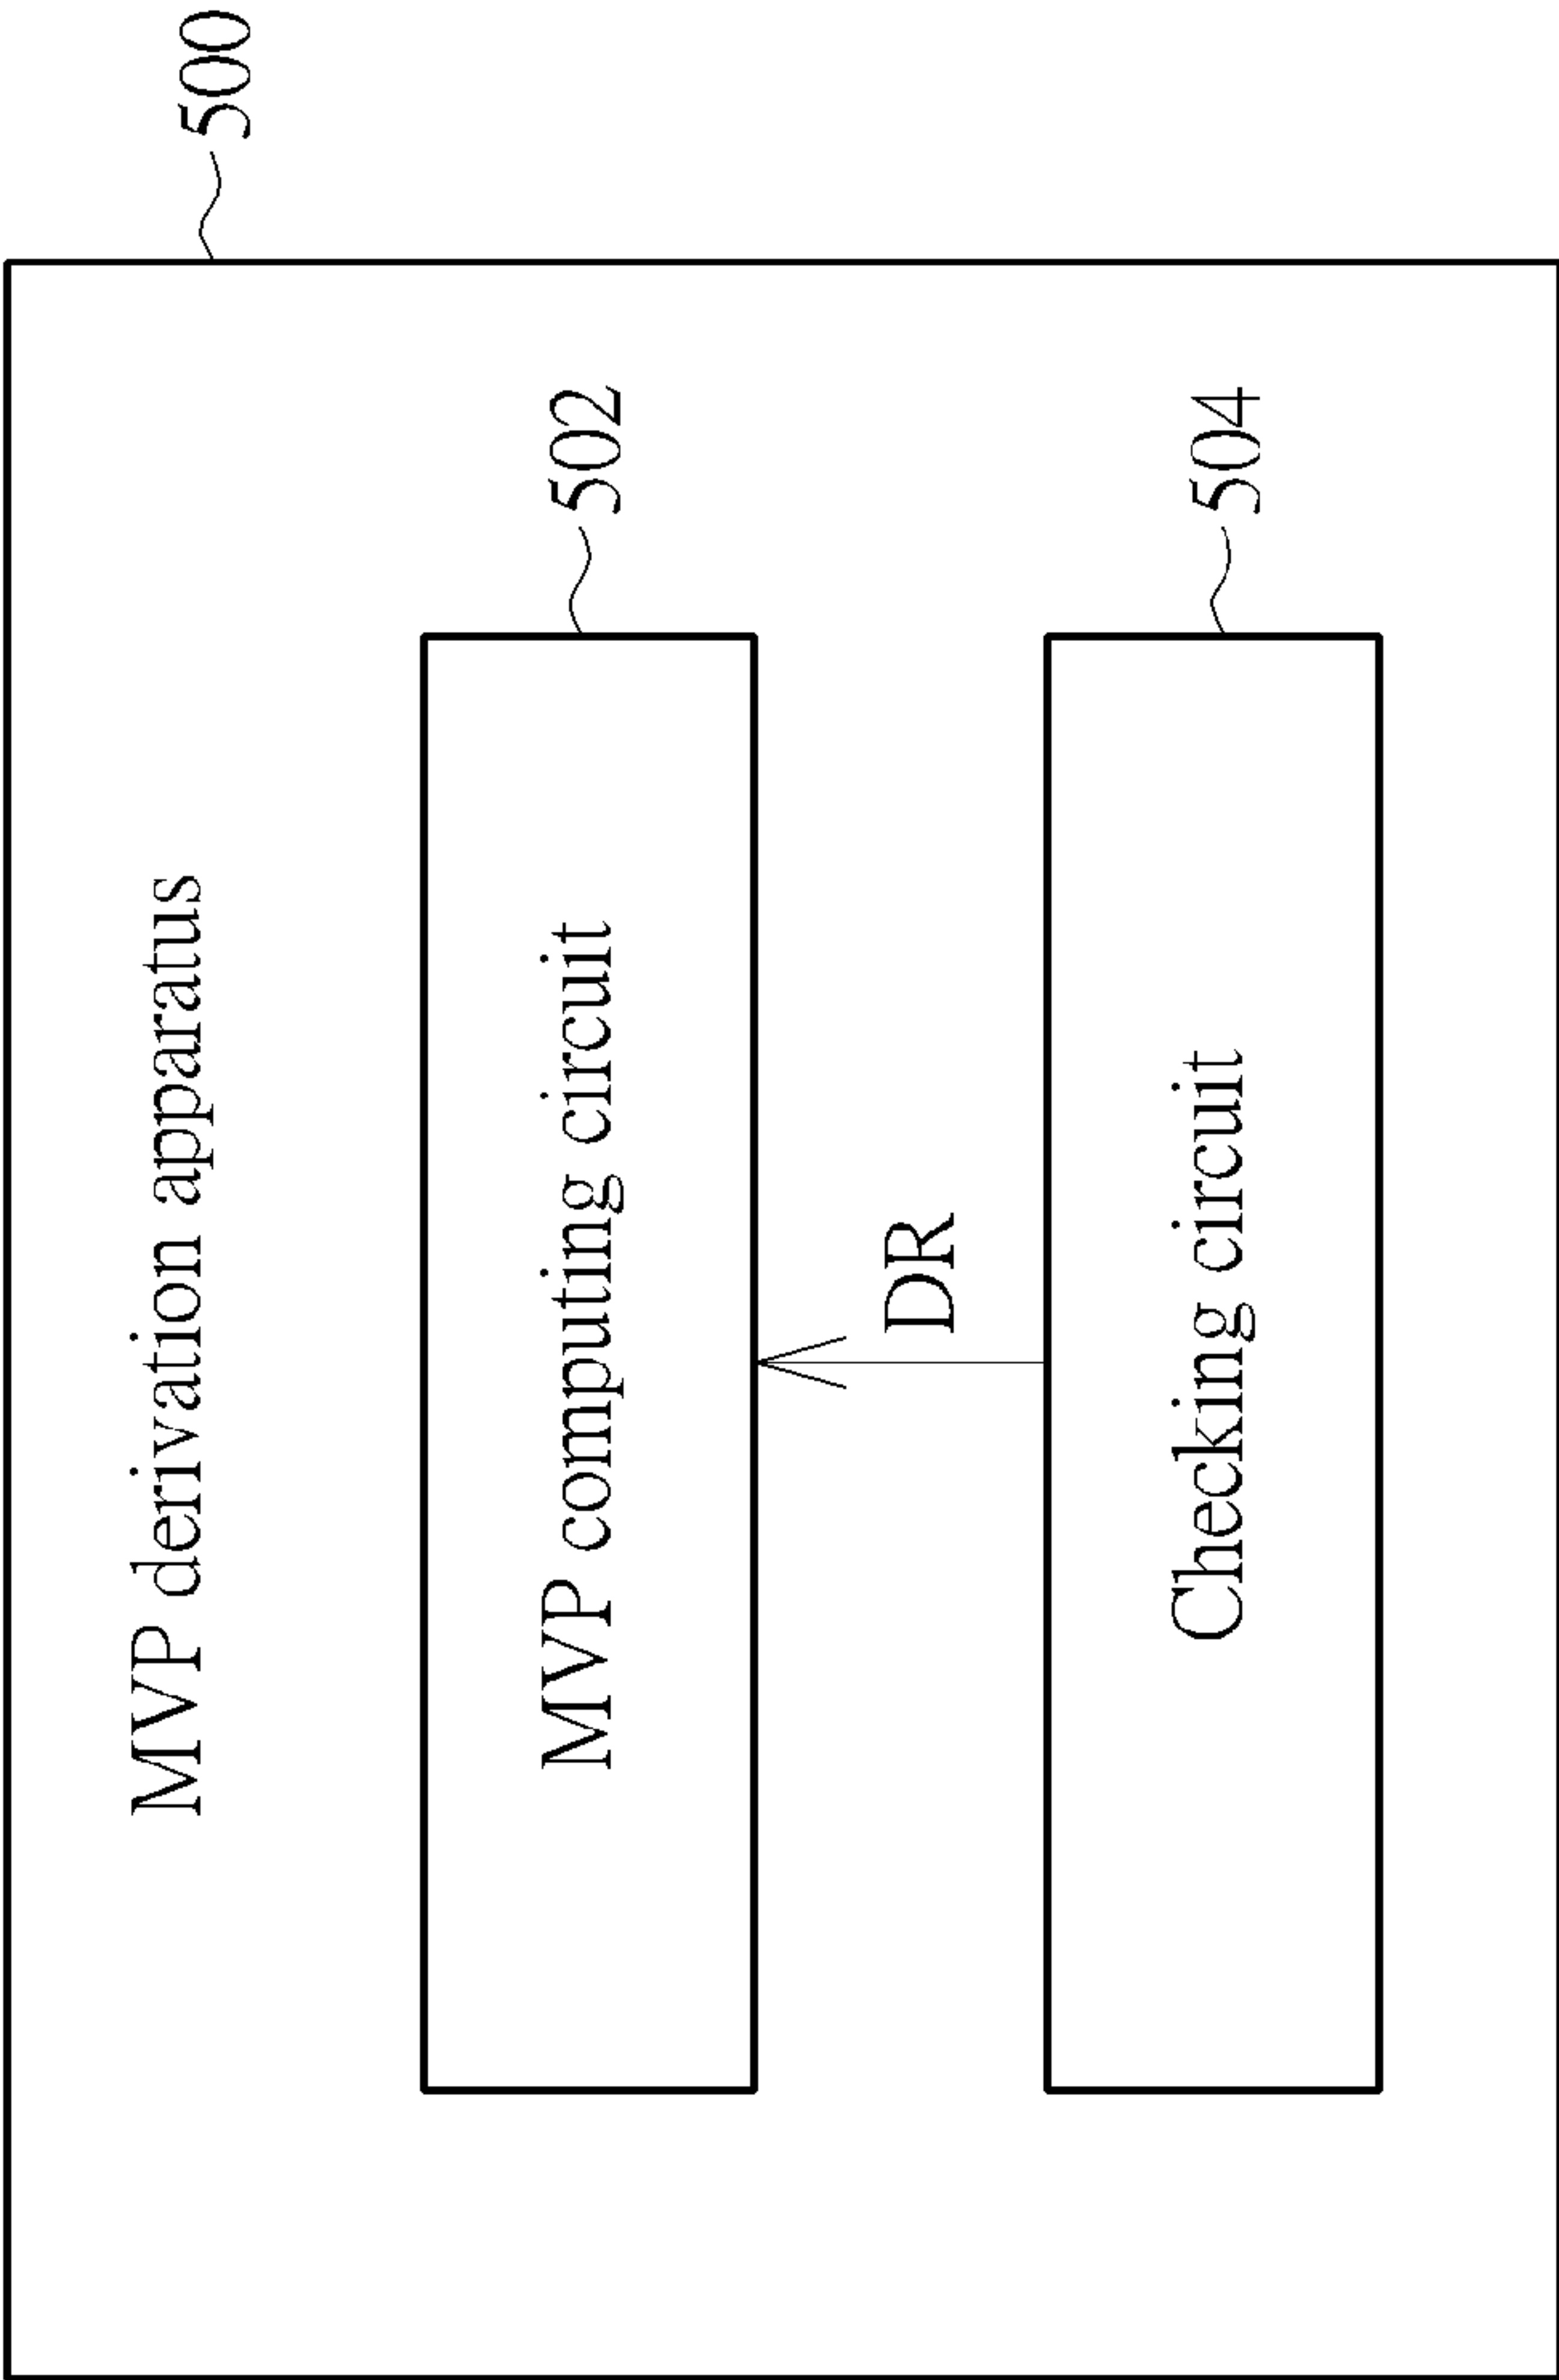 500
MVP derivation apparatus
502
MVP computing circuit
DR
504
Checking circuit